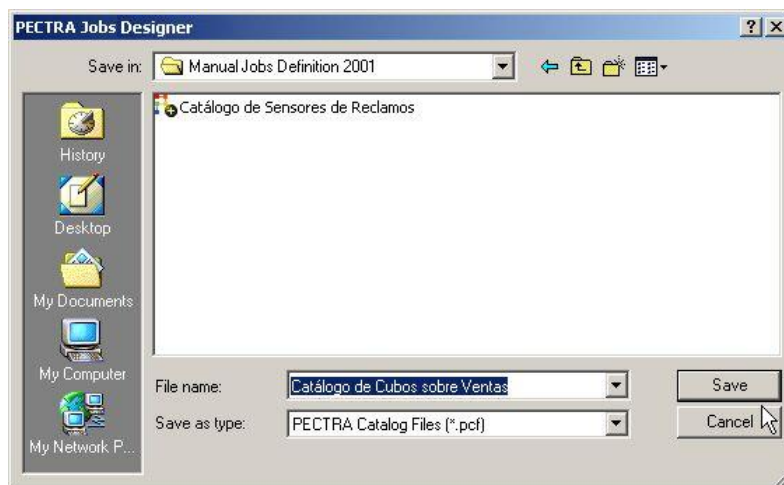 PECTRA Jobs Designer
Save in: Manual Jobs Definition 2001
Catálogo de Sensores de Reclamos
History
Desktop
My Documents
My Computer
My Network P...
File name: Catálogo de Cubos sobre Ventas Save
Save as type: PECTRA Catalog Files (*.pcf) Cancel